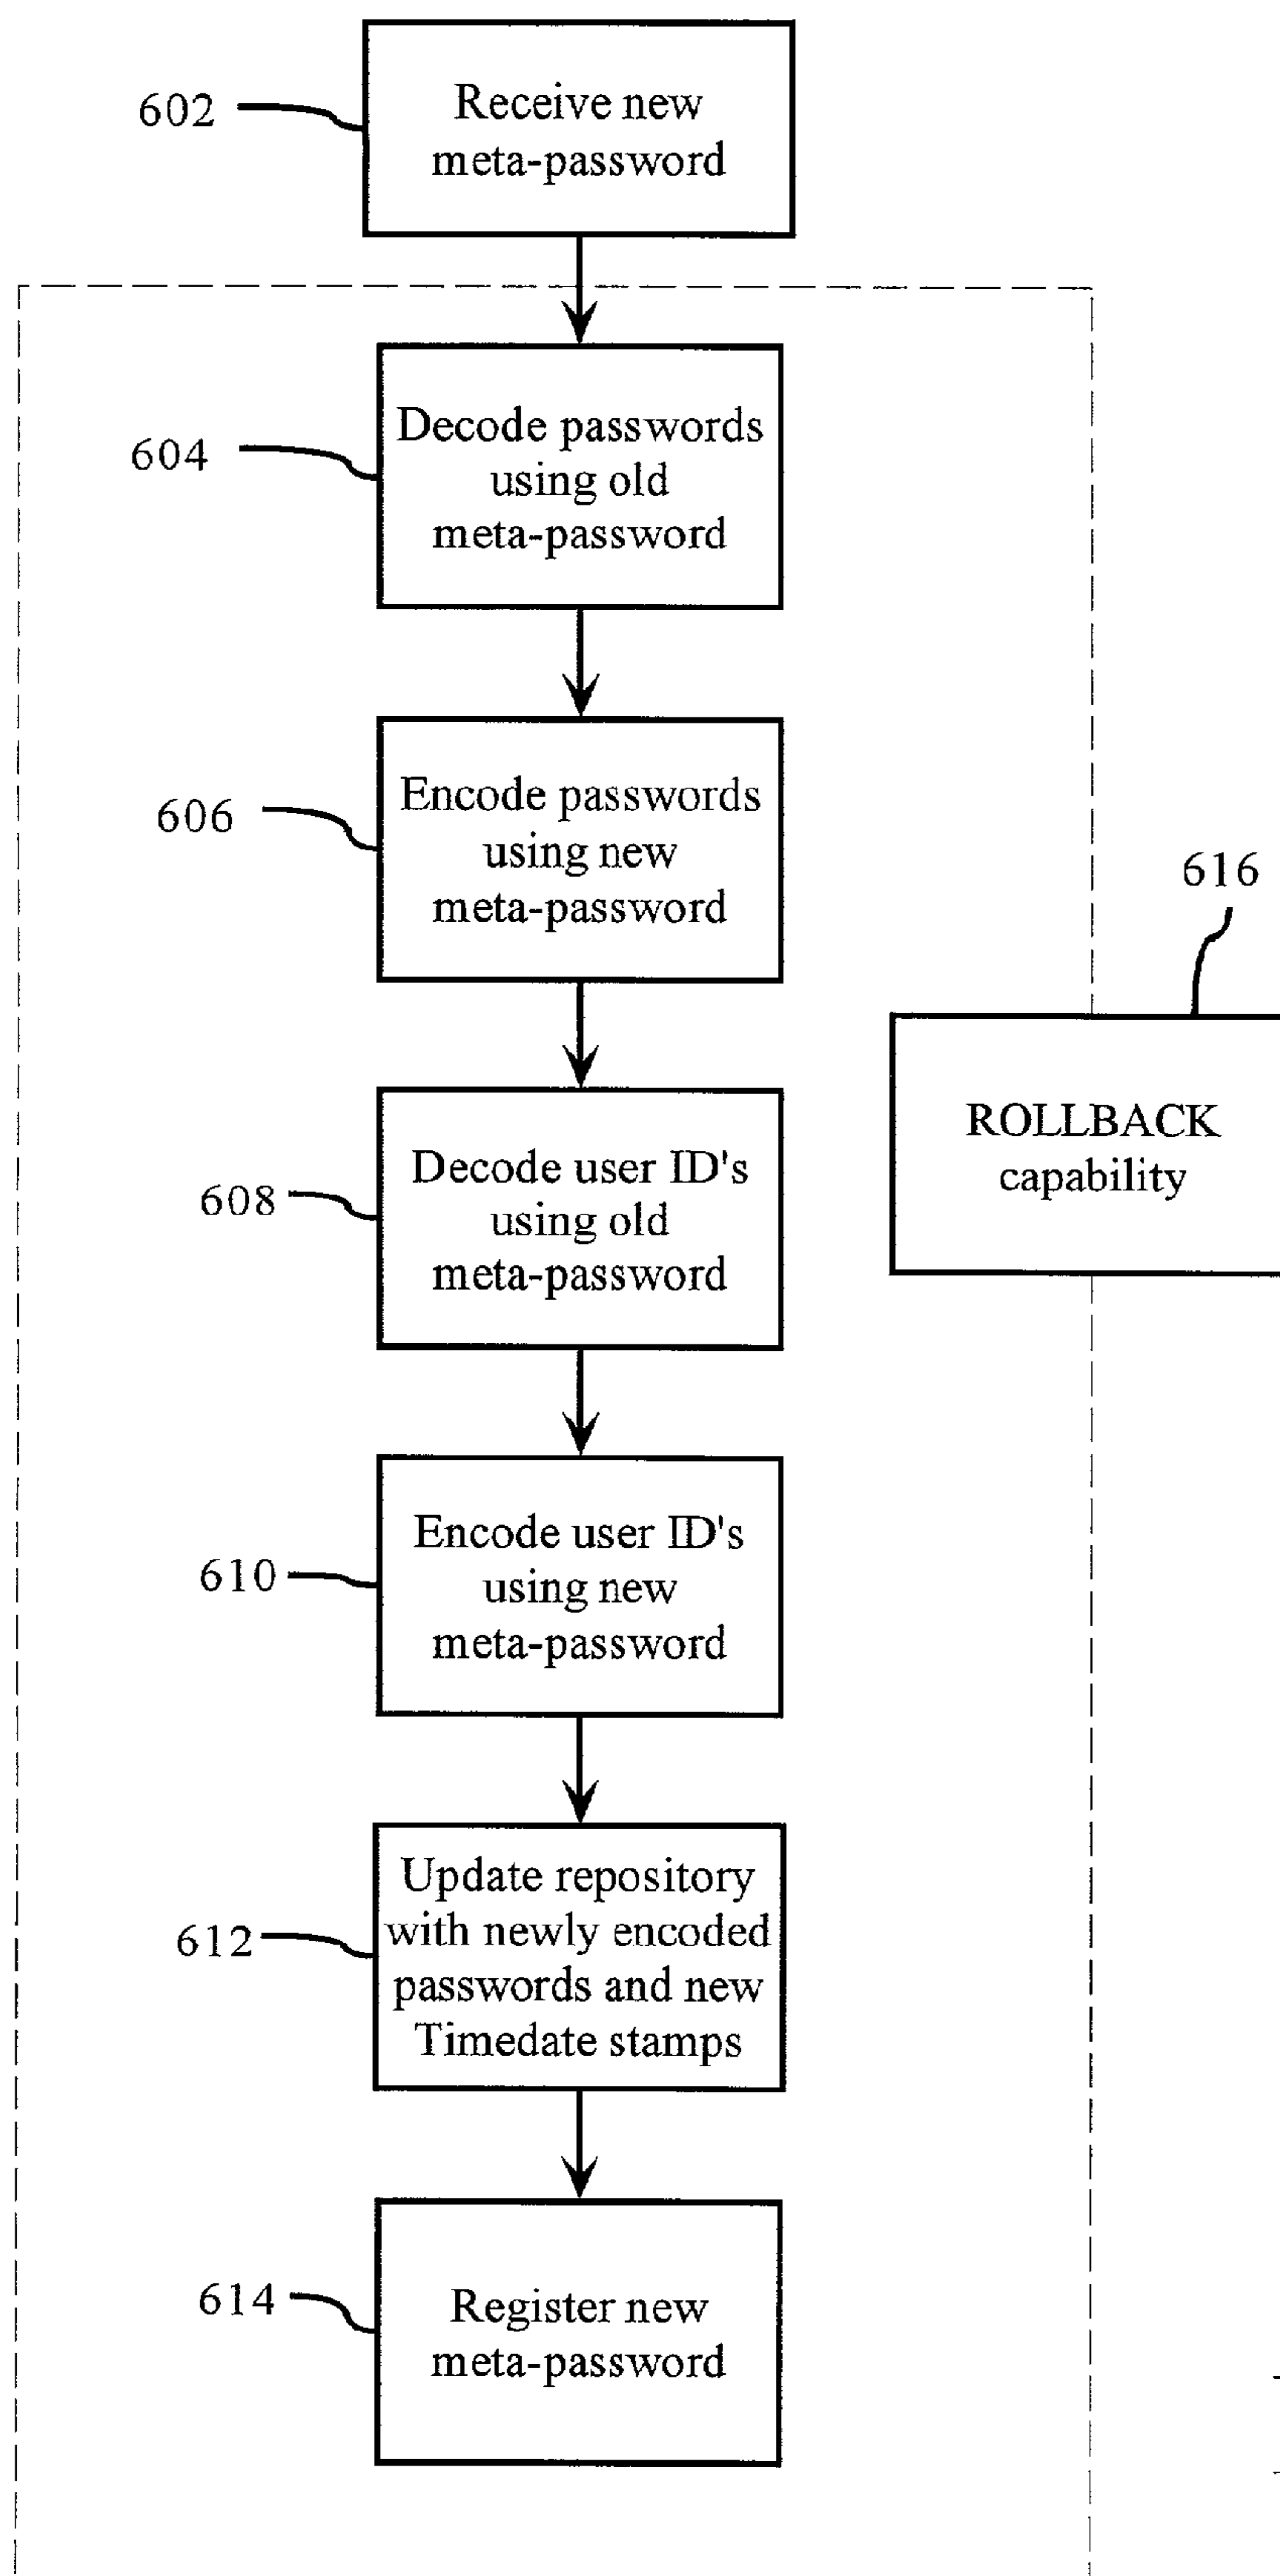 602
Receive new
meta-password
604
Decode passwords
using old
meta-password
606
Encode passwords
using new
meta-password
616
ROLLBACK
capability
608
Decode user ID's
using old
meta-password
610
Encode user ID's
using new
meta-password
612
Update repository
with newly encoded
passwords and new
Timedate stamps
614
Register new
meta-password